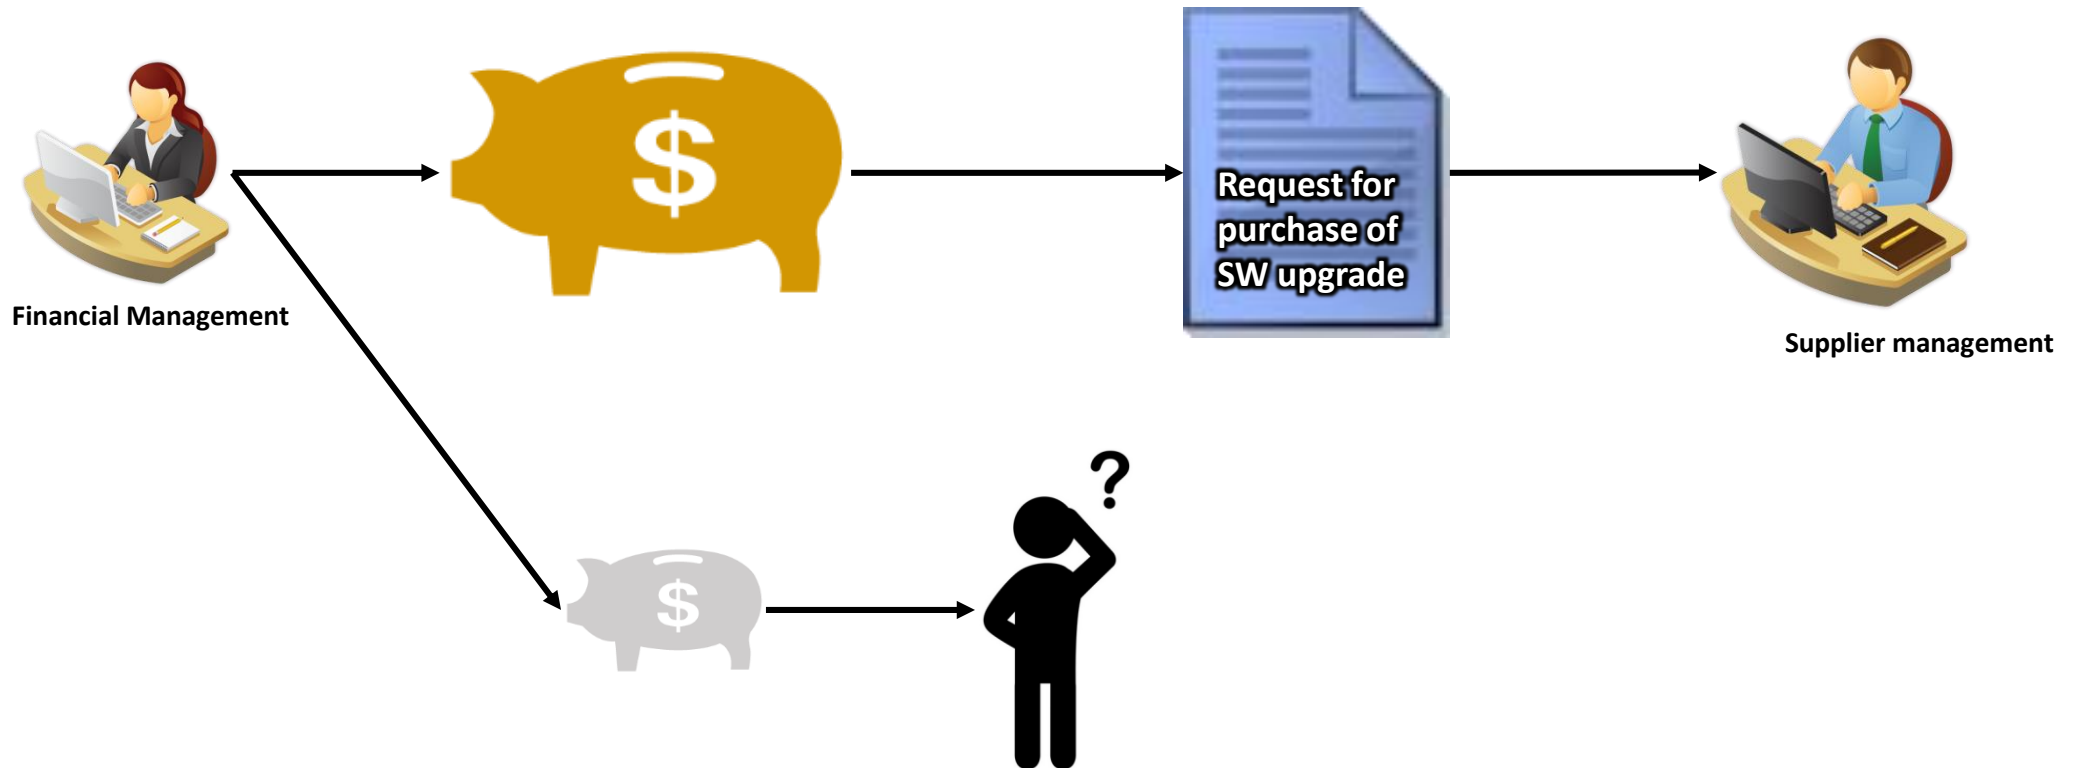 $
Request for
purchase of
SW upgrade
Financial Management
Supplier management
?
$